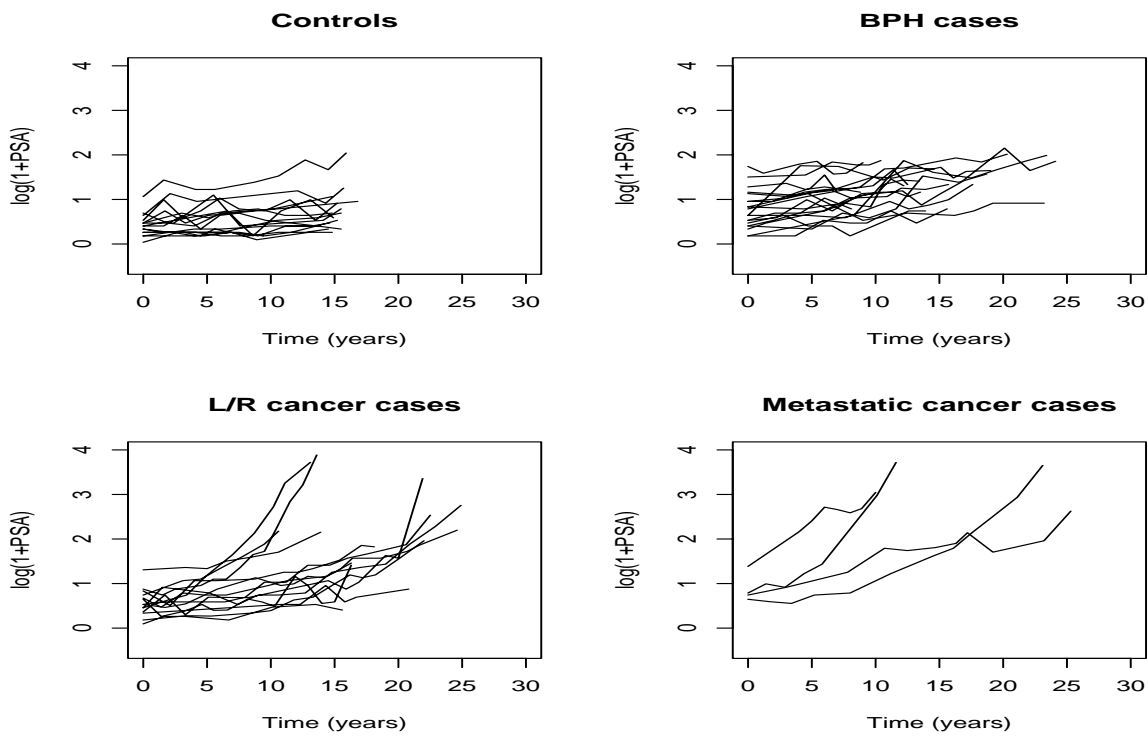 Controls
log(1+PSA)
4
3
2
1
0
0 5 10 15 20 25 30
Time (years)
BPH cases
log(1+PSA)
4
3
2
1
0
0 5 10 15 20 25 30
Time (years)
L/R cancer cases
log(1+PSA)
4
3
2
1
0
0 5 10 15 20 25 30
Time (years)
Metastatic cancer cases
log(1+PSA)
4
3
2
1
0
0 5 10 15 20 25 30
Time (years)